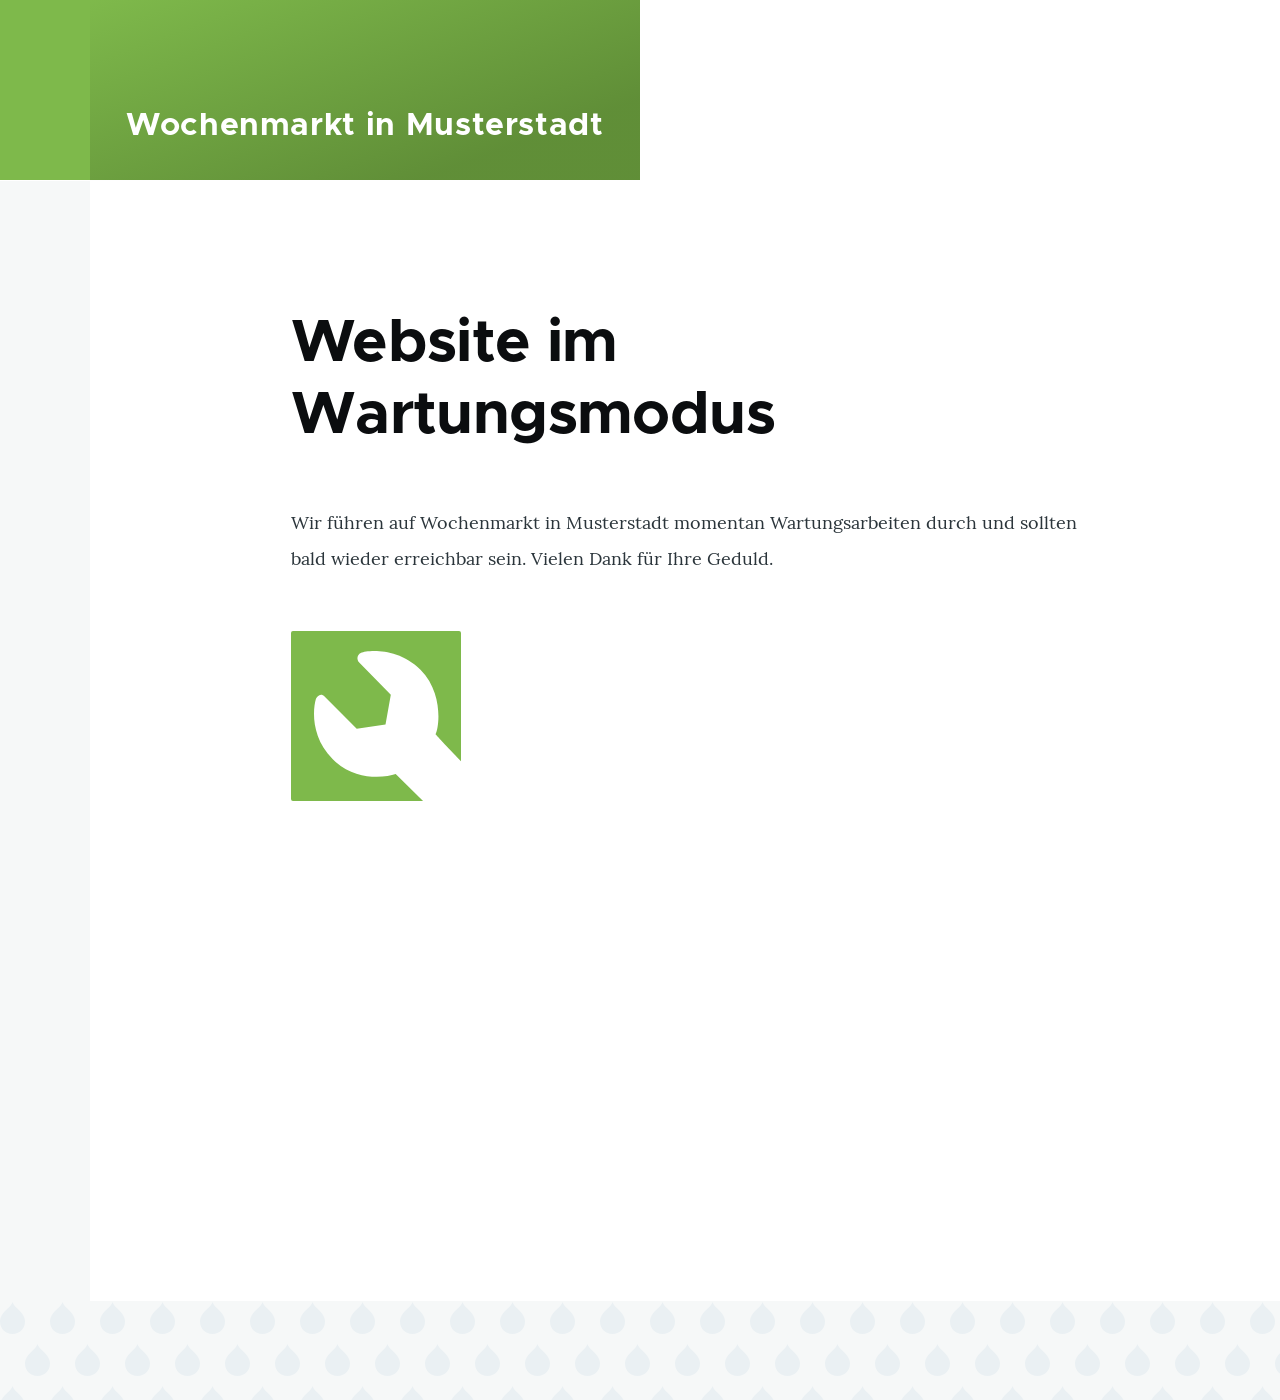 Wochenmarkt in Musterstadt
Website im
Wartungsmodus
Wir führen auf Wochenmarkt in Musterstadt momentan Wartungsarbeiten durch und sollten
bald wieder erreichbar sein. Vielen Dank für Ihre Geduld.